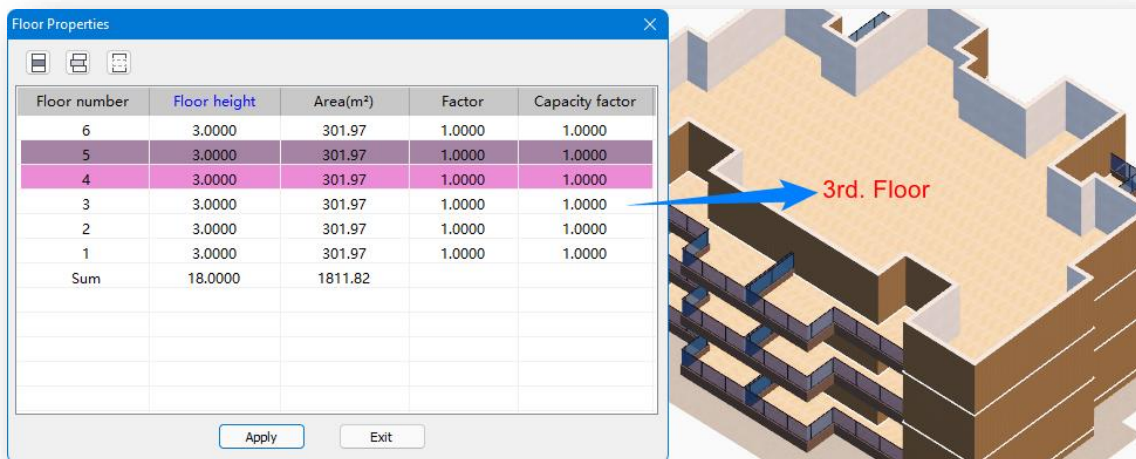 Floor Properties
Floor number Floor height Area(m²) Factor Capacity factor
6 3.0000 301.97 1.0000 1.0000
5 3.0000 301.97 1.0000 1.0000
4 3.0000 301.97 1.0000 1.0000
3 3.0000 301.97 1.0000 1.0000
3rd. Floor
2 3.0000 301.97 1.0000 1.0000
1 3.0000 301.97 1.0000 1.0000
Sum 18.0000 1811.82
Apply Exit